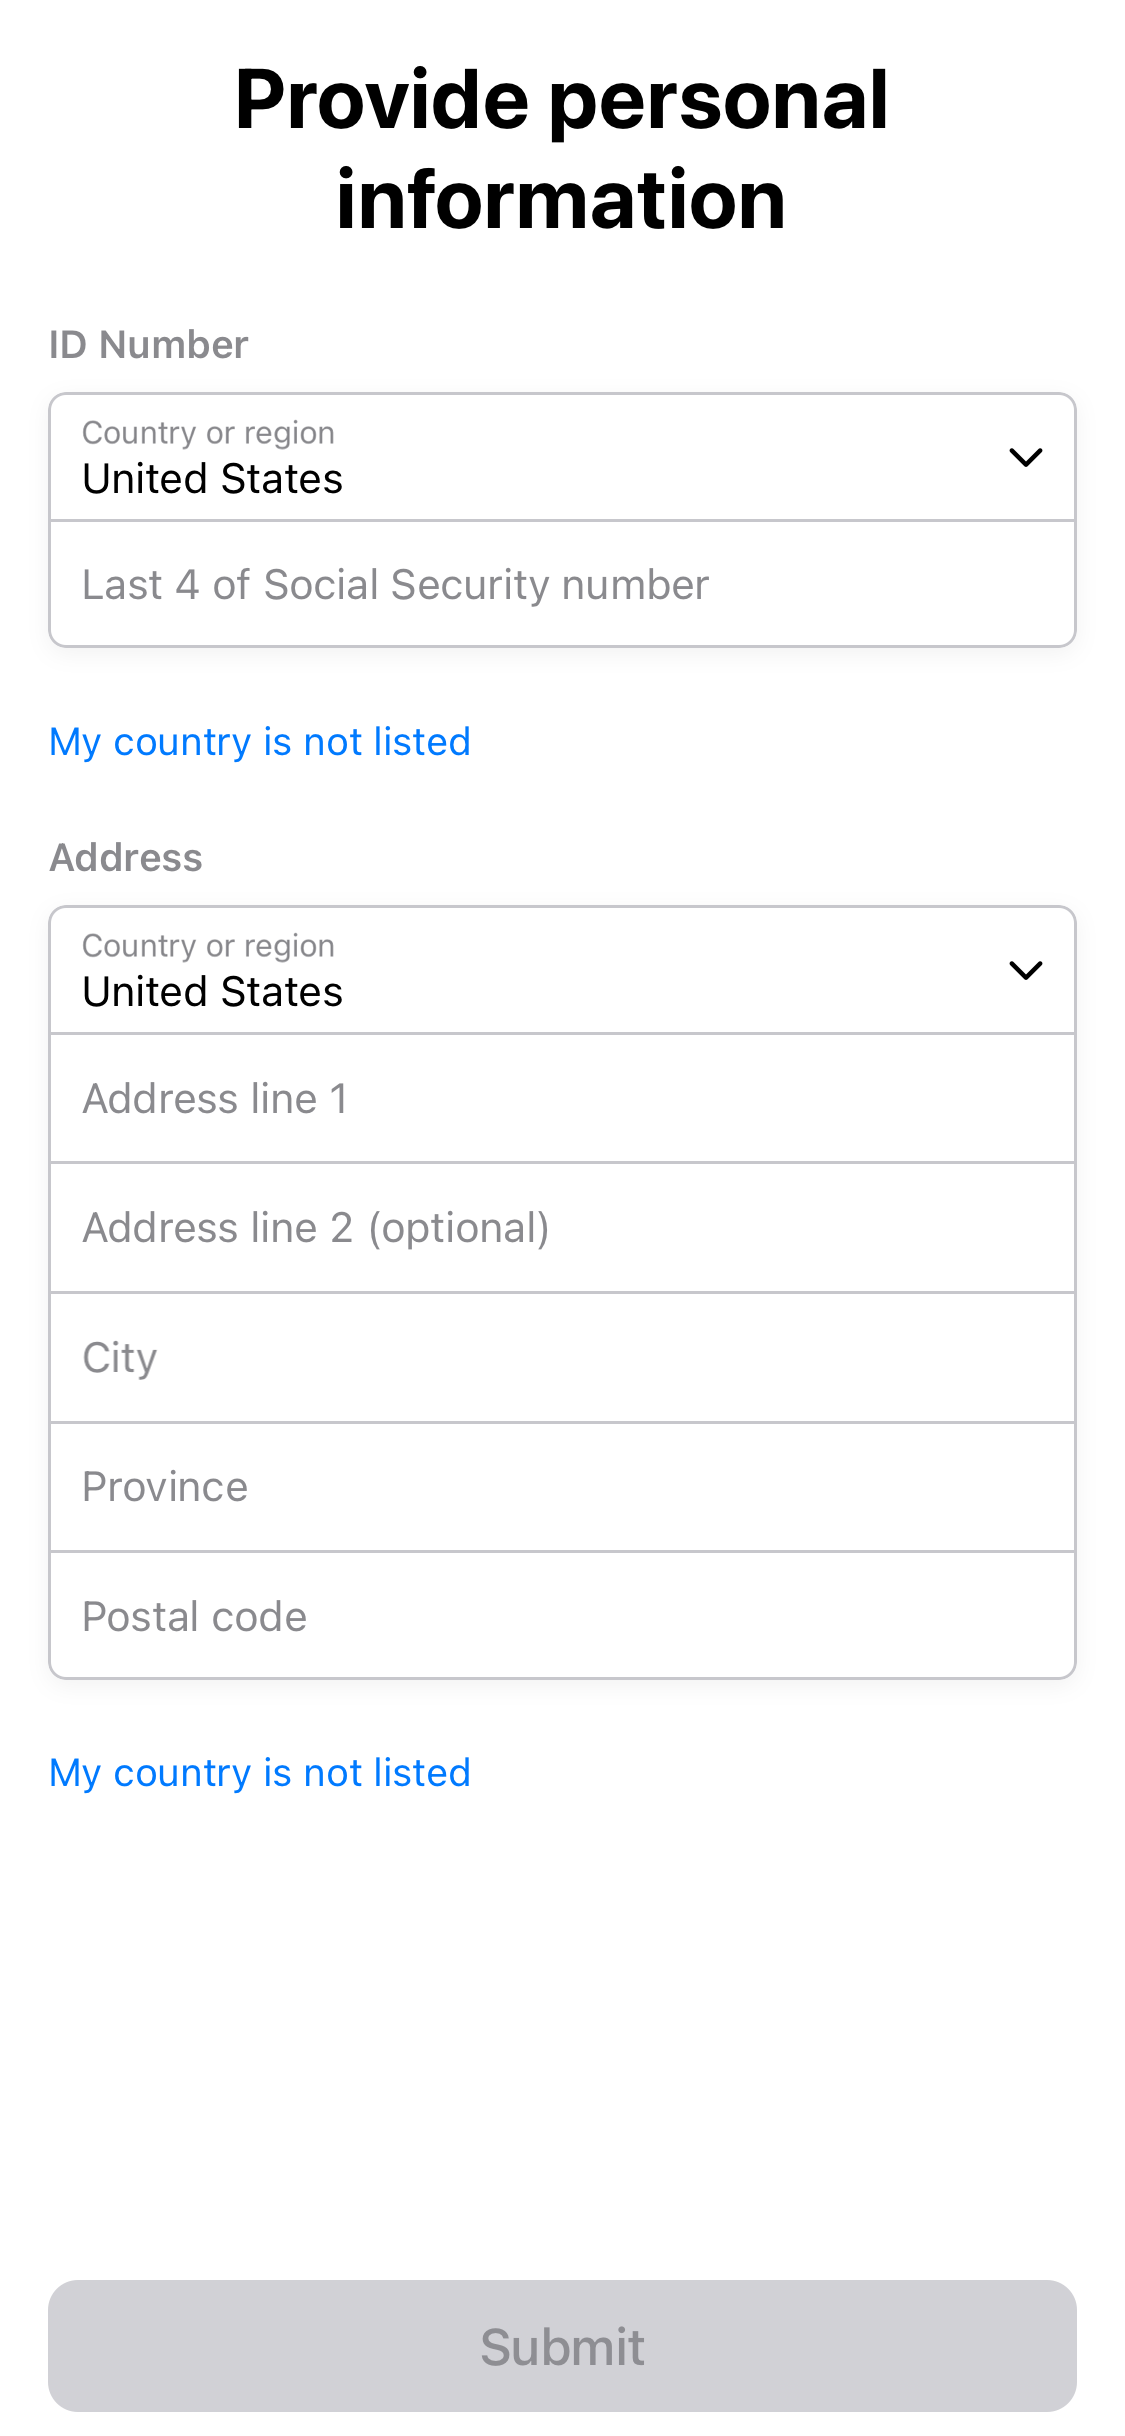 Provide personal
information
ID Number
Country or region
United States
Last 4 of Social Security number
My country is not listed
Address
Country or region
United States
Address line 1
Address line 2 (optional)
City
Province
Postal code
My country is not listed
Submit